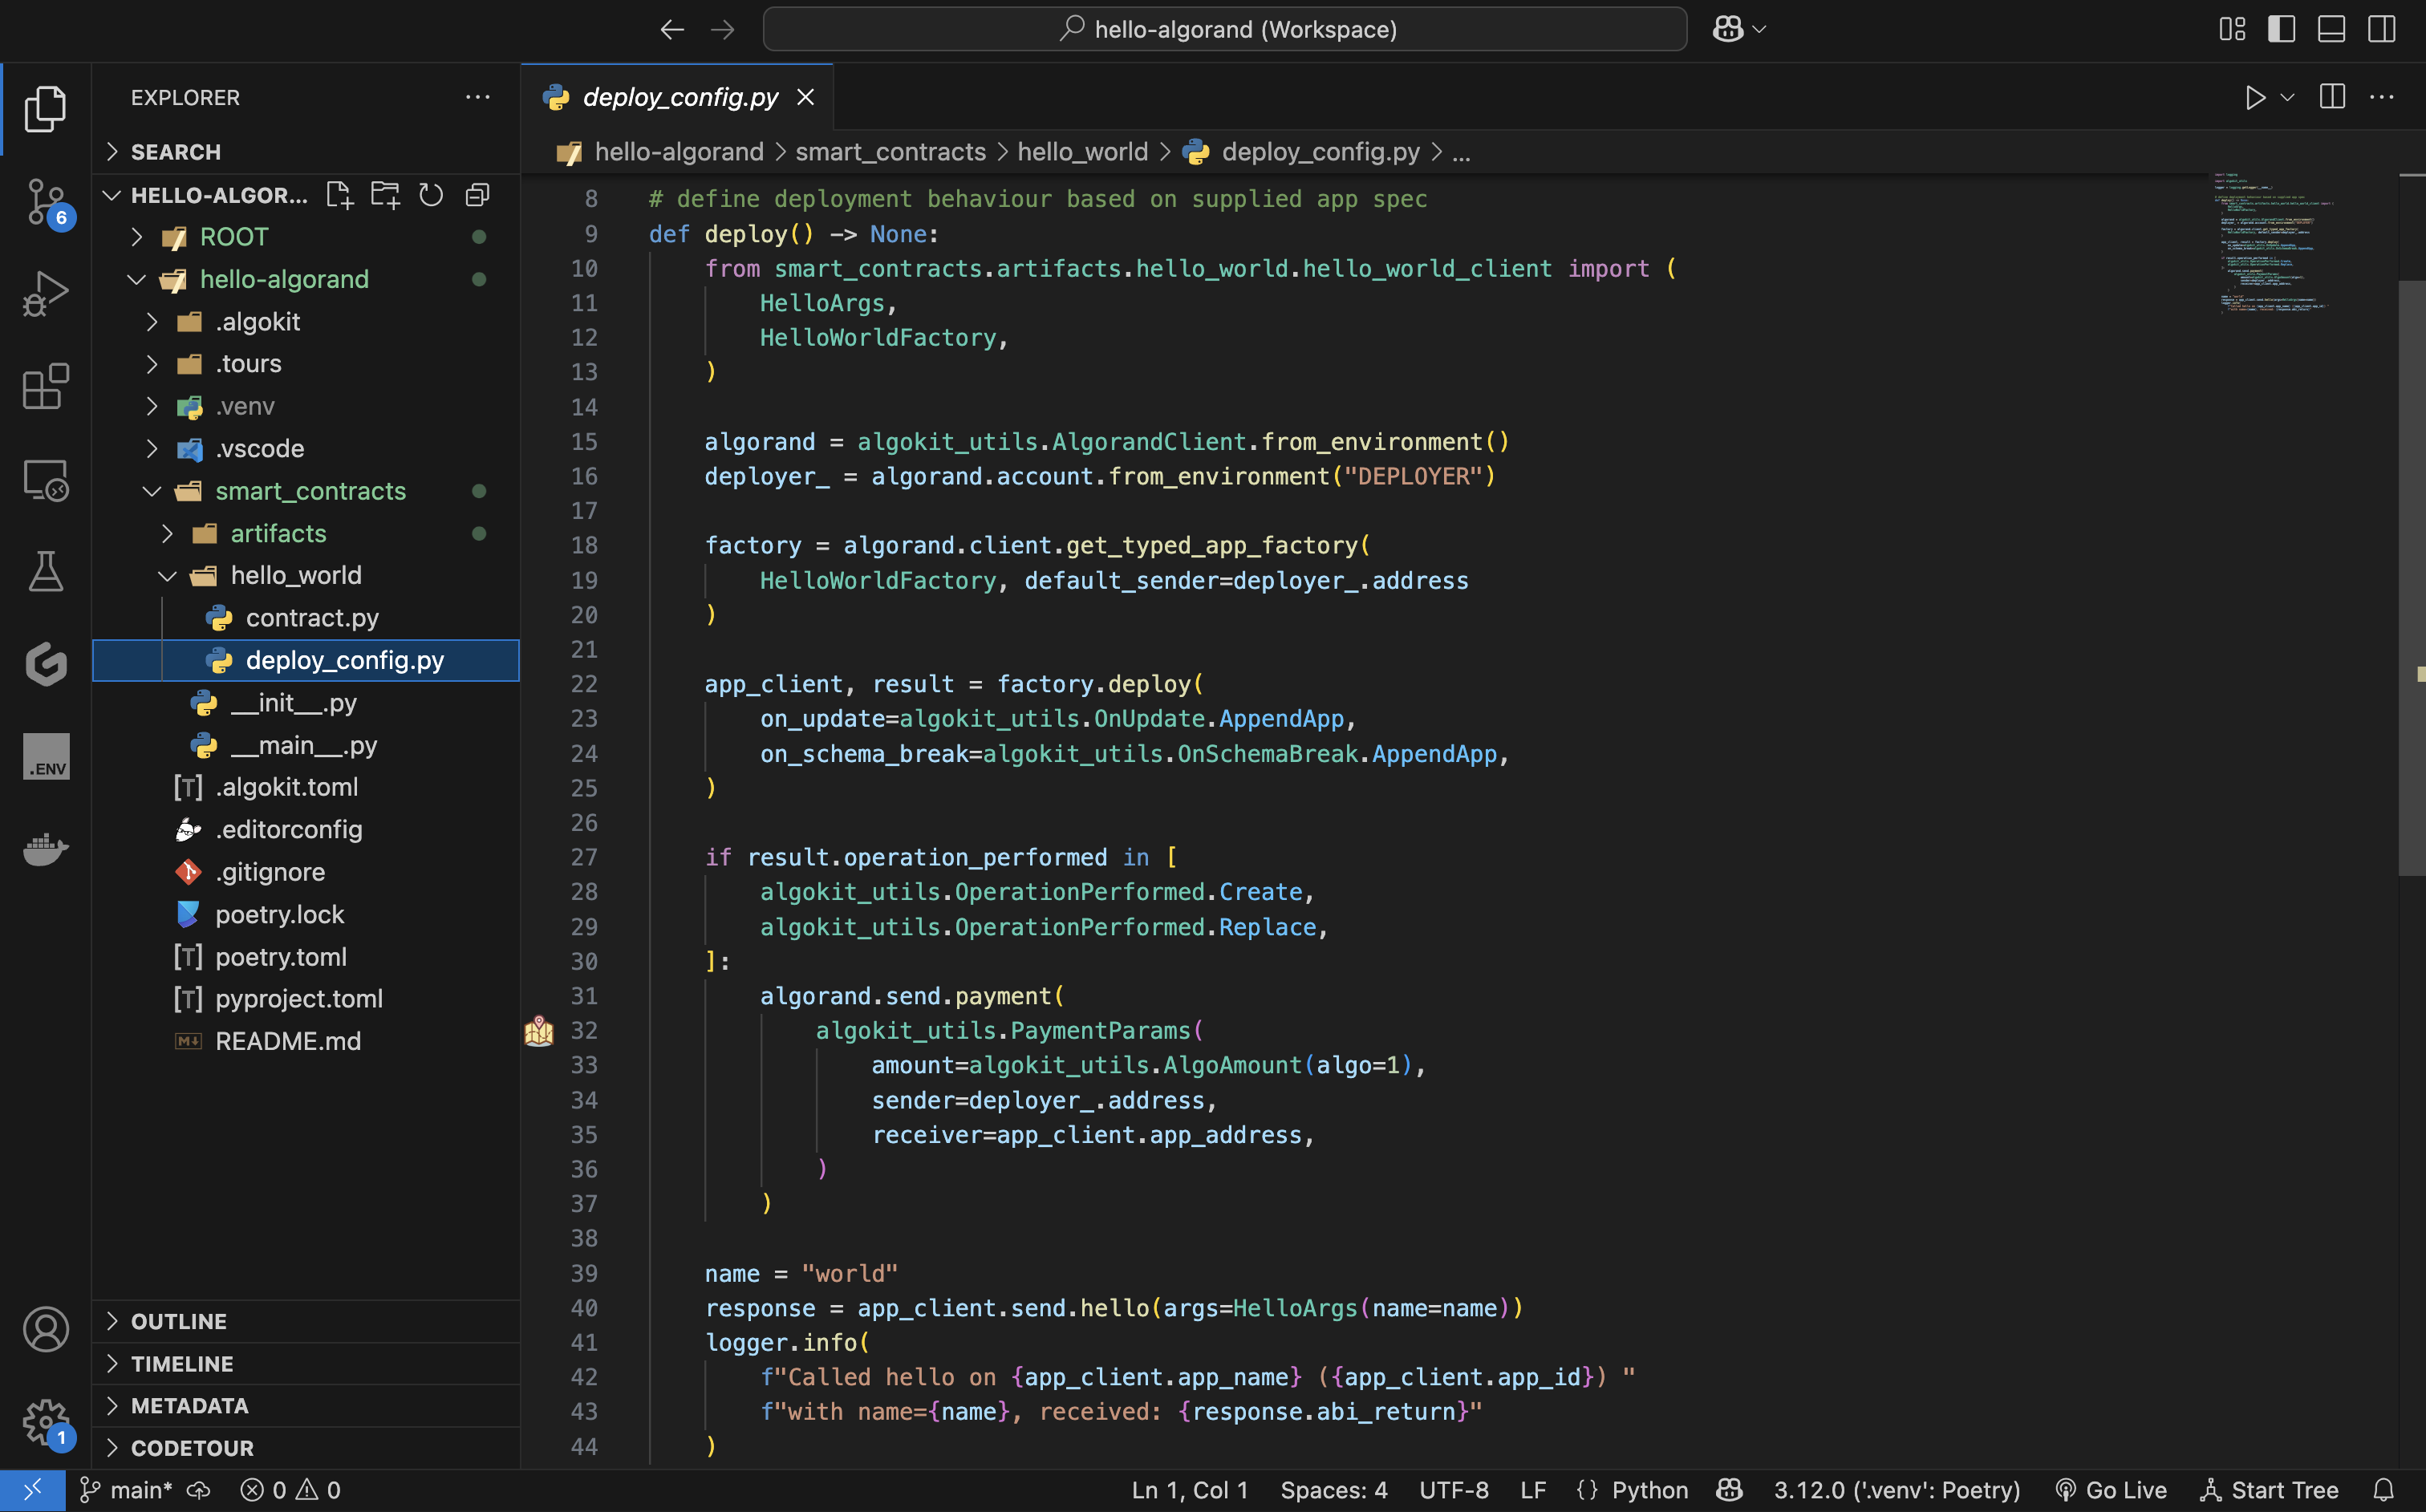 hello-algorand (Workspace)
EXPLORER
SEARCH
HELLO-ALGOR...
ROOT
hello-algorand
.algokit
.tours
.venv
.vscode
smart_contracts
artifacts
hello_world
contract.py
deploy_config.py
__init__.py
__main__.py
.algokit.toml
.editorconfig
.gitignore
poetry.lock
poetry.toml
pyproject.toml
README.md
OUTLINE
TIMELINE
METADATA
CODETOUR
6
.ENV
1
deploy_config.py
hello-algorand > smart_contracts > hello_world > deploy_config.py > ...
8 # define deployment behaviour based on supplied app spec
9 def deploy() -> None:
10     from smart_contracts.artifacts.hello_world.hello_world_client import (
11         HelloArgs,
12         HelloWorldFactory,
13     )
14
15     algorand = algokit_utils.AlgorandClient.from_environment()
16     deployer_ = algorand.account.from_environment("DEPLOYER")
17
18     factory = algorand.client.get_typed_app_factory(
19         HelloWorldFactory, default_sender=deployer_.address
20     )
21
22     app_client, result = factory.deploy(
23         on_update=algokit_utils.OnUpdate.AppendApp,
24         on_schema_break=algokit_utils.OnSchemaBreak.AppendApp,
25     )
26
27     if result.operation_performed in [
28         algokit_utils.OperationPerformed.Create,
29         algokit_utils.OperationPerformed.Replace,
30     ]:
31         algorand.send.payment(
32             algokit_utils.PaymentParams(
33                 amount=algokit_utils.AlgoAmount(algo=1),
34                 sender=deployer_.address,
35                 receiver=app_client.app_address,
36             )
37         )
38
39     name = "world"
40     response = app_client.send.hello(args=HelloArgs(name=name))
41     logger.info(
42         f"Called hello on {app_client.app_name} ({app_client.app_id}) "
43         f"with name={name}, received: {response.abi_return}"
44     )
main* 0 0 Ln 1, Col 1 Spaces: 4 UTF-8 LF {} Python 3.12.0 ('.venv': Poetry) Go Live Start Tree